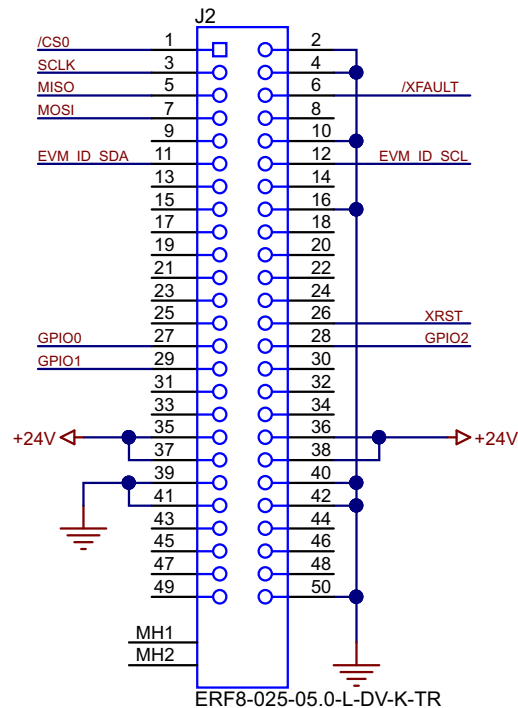 J2
/CS0 1 2
SCLK 3 4
MISO 5 6 /XFAULT
MOSI 7 8
9 10
EVM_ID_SDA 11 12 EVM_ID_SCL
13 14
15 16
17 18
19 20
21 22
23 24
25 26 XRST
GPIO0 27 28 GPIO2
GPIO1 29 30
31 32
33 34
+24V 35 36 +24V
37 38
39 40
41 42
43 44
45 46
47 48
49 50
MH1
MH2
ERF8-025-05.0-L-DV-K-TR